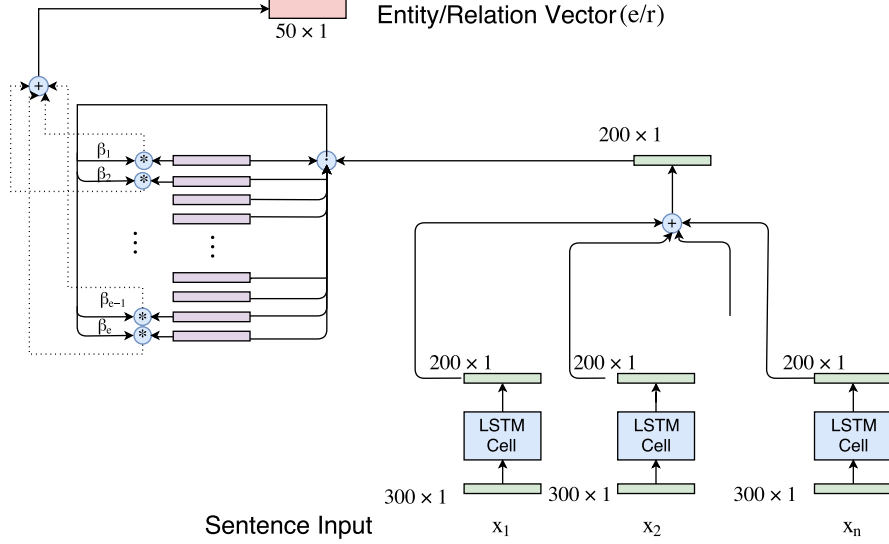 50 × 1
Entity/Relation Vector (e/r)
+
200 × 1
β1
*
β2
*
+
βe−1
*
βe
*
200 × 1
200 × 1
200 × 1
LSTM Cell
LSTM Cell
LSTM Cell
300 × 1
300 × 1
300 × 1
Sentence Input
x1
x2
xn